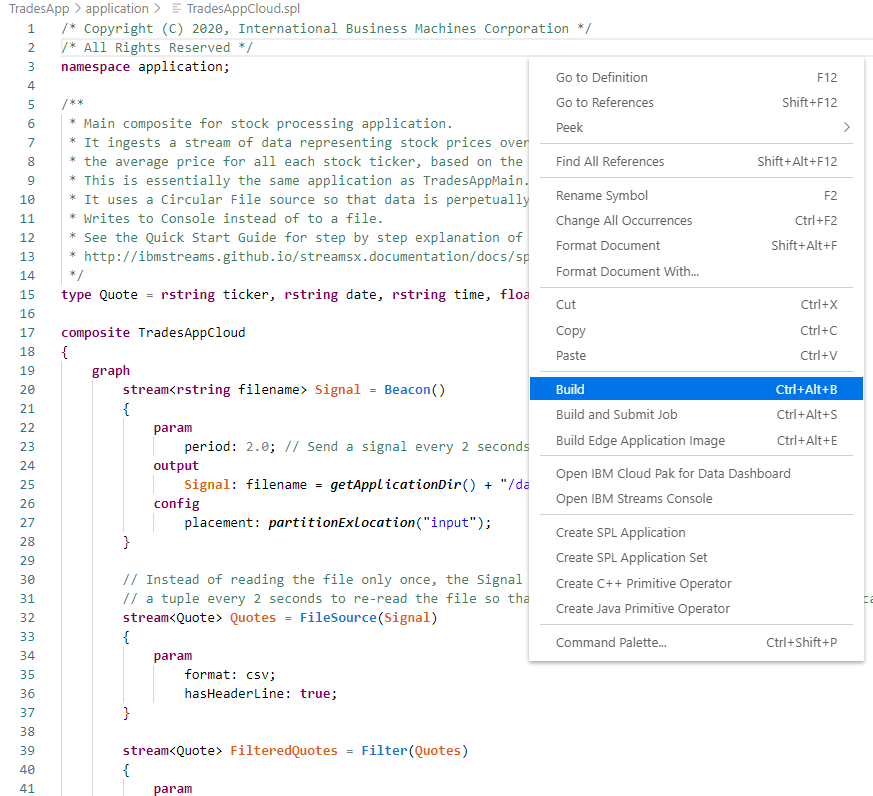 TradesApp > application > TradesAppCloud.spl
1 /* Copyright (C) 2020, International Business Machines Corporation */
2 /* All Rights Reserved */
3 namespace application;
4
5 /**
6 * Main composite for stock processing application.
7 * It ingests a stream of data representing stock prices over
8 * the average price for all each stock ticker, based on the
9 * This is essentially the same application as TradesAppMain.
10 * It uses a Circular File source so that data is perpetually
11 * Writes to Console instead of to a file.
12 * See the Quick Start Guide for step by step explanation of
13 * http://ibmstreams.github.io/streamsx.documentation/docs/sp
14 */
15 type Quote = rstring ticker, rstring date, rstring time, floa
16
17 composite TradesAppCloud
18 {
19 graph
20 stream<rstring filename> Signal = Beacon()
21 {
22 param
23 period: 2.0; // Send a signal every 2 seconds
24 output
25 Signal: filename = getApplicationDir() + "/da
26 config
27 placement: partitionExlocation("input");
28 }
29
30 // Instead of reading the file only once, the Signal
31 // a tuple every 2 seconds to re-read the file so tha
32 stream<Quote> Quotes = FileSource(Signal)
33 {
34 param
35 format: csv;
36 hasHeaderLine: true;
37 }
38
39 stream<Quote> FilteredQuotes = Filter(Quotes)
40 {
41 param
Go to Definition F12
Go to References Shift+F12
Peek >
Find All References Shift+Alt+F12
Rename Symbol F2
Change All Occurrences Ctrl+F2
Format Document Shift+Alt+F
Format Document With...
Cut Ctrl+X
Copy Ctrl+C
Paste Ctrl+V
Build Ctrl+Alt+B
Build and Submit Job Ctrl+Alt+S
Build Edge Application Image Ctrl+Alt+E
Open IBM Cloud Pak for Data Dashboard
Open IBM Streams Console
Create SPL Application
Create SPL Application Set
Create C++ Primitive Operator
Create Java Primitive Operator
Command Palette... Ctrl+Shift+P